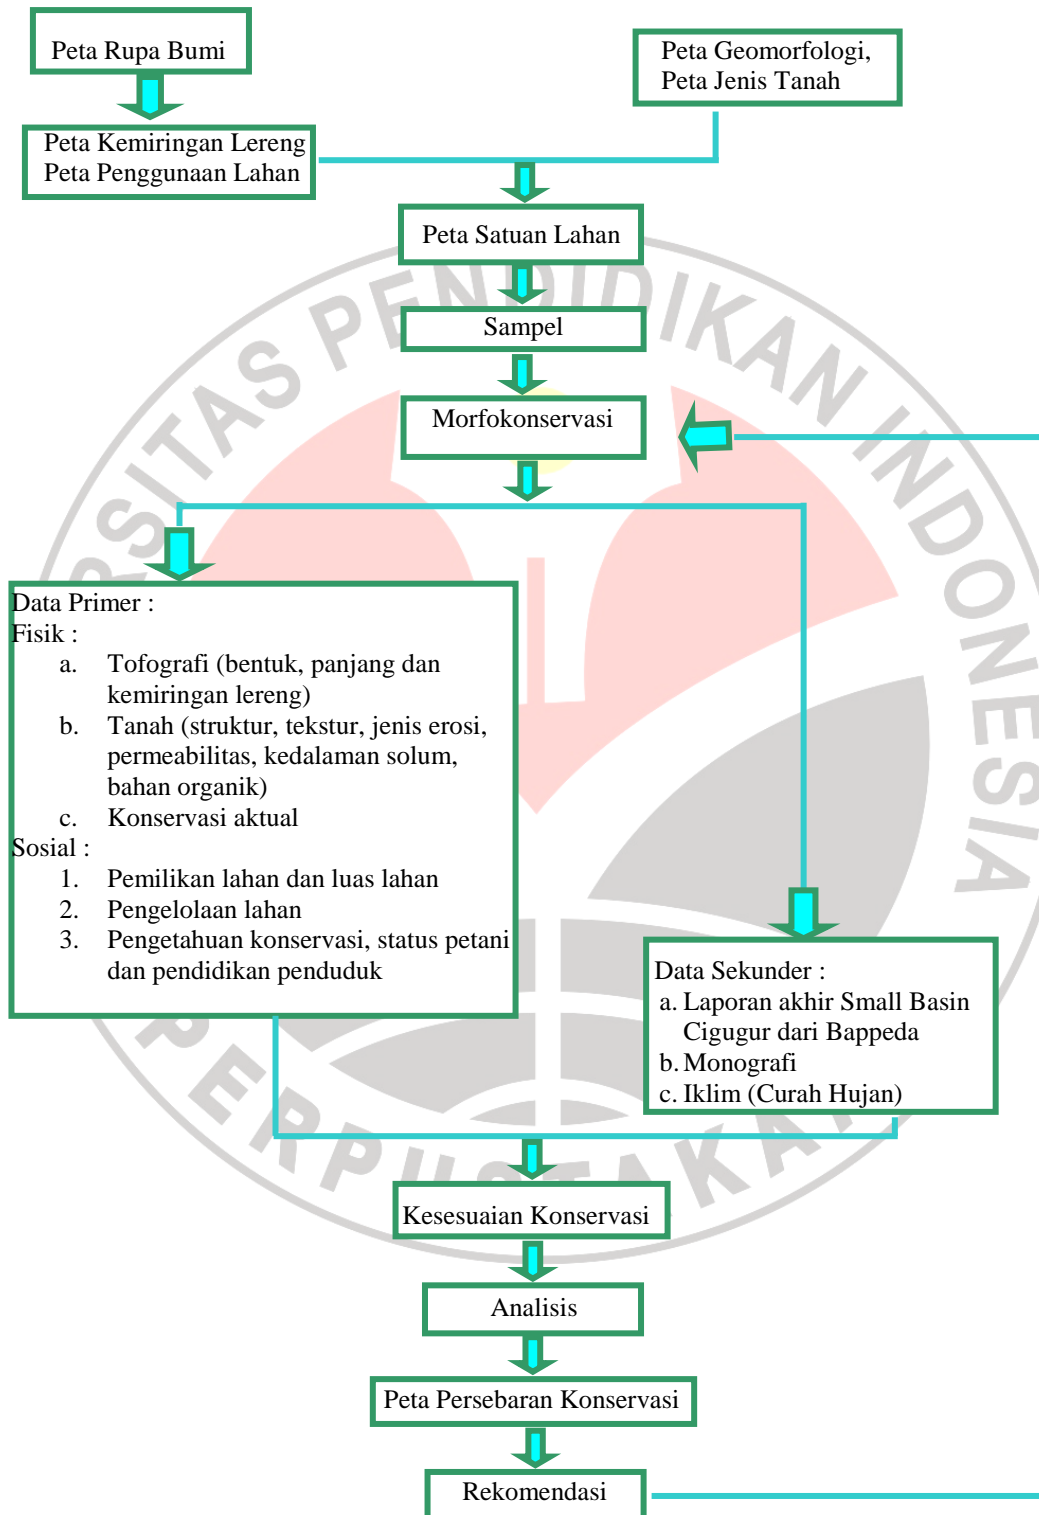 Peta Rupa Bumi
Peta Geomorfologi,
Peta Jenis Tanah
Peta Kemiringan Lereng
Peta Penggunaan Lahan
Peta Satuan Lahan
Sampel
Morfokonservasi
Data Primer :
Fisik :
a. Tofografi (bentuk, panjang dan
kemiringan lereng)
b. Tanah (struktur, tekstur, jenis erosi,
permeabilitas, kedalaman solum,
bahan organik)
c. Konservasi aktual
Sosial :
1. Pemilikan lahan dan luas lahan
2. Pengelolaan lahan
3. Pengetahuan konservasi, status petani
dan pendidikan penduduk
Data Sekunder :
a. Laporan akhir Small Basin
Cigugur dari Bappeda
b. Monografi
c. Iklim (Curah Hujan)
Kesesuaian Konservasi
Analisis
Peta Persebaran Konservasi
Rekomendasi
RSITAS PENDIDIKAN INDONESIA
PERPUSTAKA